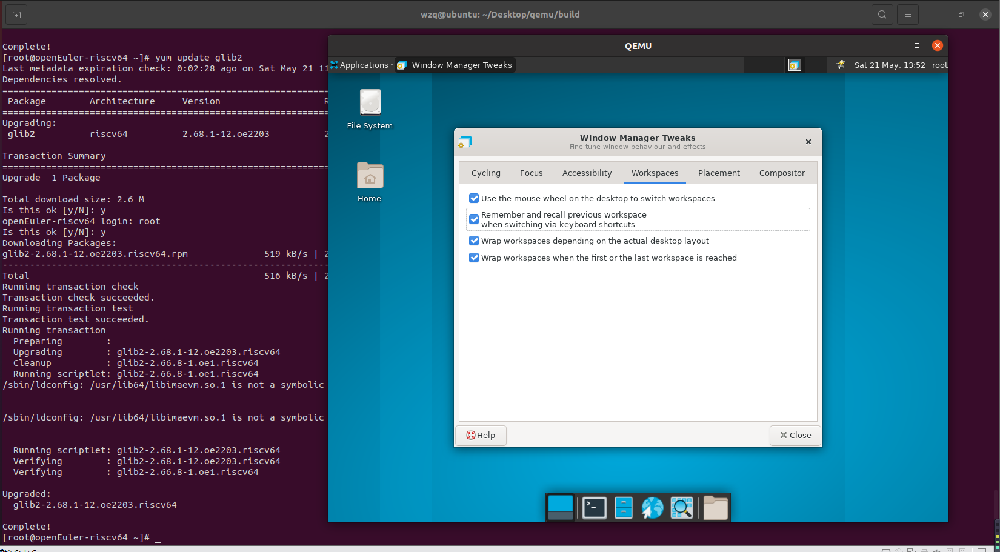 wzq@ubuntu: ~/Desktop/qemu/build
Complete!
[root@openEuler-riscv64 ~]# yum update glib2
Last metadata expiration check: 0:02:28 ago on Sat May 21 11
Dependencies resolved.
================================================================
Package Architecture Version R
================================================================
Upgrading:
glib2 riscv64 2.68.1-12.oe2203 2
Transaction Summary
================================================================
Upgrade 1 Package
Total download size: 2.6 M
Is this ok [y/N]: y
openEuler-riscv64 login: root
Is this ok [y/N]: y
Downloading Packages:
glib2-2.68.1-12.oe2203.riscv64.rpm 519 kB/s | 2
----------------------------------------------------------------
Total 516 kB/s | 2
Running transaction check
Transaction check succeeded.
Running transaction test
Transaction test succeeded.
Running transaction
Preparing :
Upgrading : glib2-2.68.1-12.oe2203.riscv64
Cleanup : glib2-2.66.8-1.oe1.riscv64
Running scriptlet: glib2-2.66.8-1.oe1.riscv64
/sbin/ldconfig: /usr/lib64/libimaevm.so.1 is not a symbolic
/sbin/ldconfig: /usr/lib64/libimaevm.so.1 is not a symbolic
Running scriptlet: glib2-2.68.1-12.oe2203.riscv64
Verifying : glib2-2.68.1-12.oe2203.riscv64
Verifying : glib2-2.66.8-1.oe1.riscv64
Upgraded:
glib2-2.68.1-12.oe2203.riscv64
Complete!
[root@openEuler-riscv64 ~]#
QEMU
Applications Window Manager Tweaks Sat 21 May, 13:52 root
File System
Home
Window Manager Tweaks
Fine-tune window behaviour and effects
Cycling Focus Accessibility Workspaces Placement Compositor
Use the mouse wheel on the desktop to switch workspaces
Remember and recall previous workspace
when switching via keyboard shortcuts
Wrap workspaces depending on the actual desktop layout
Wrap workspaces when the first or the last workspace is reached
Help Close